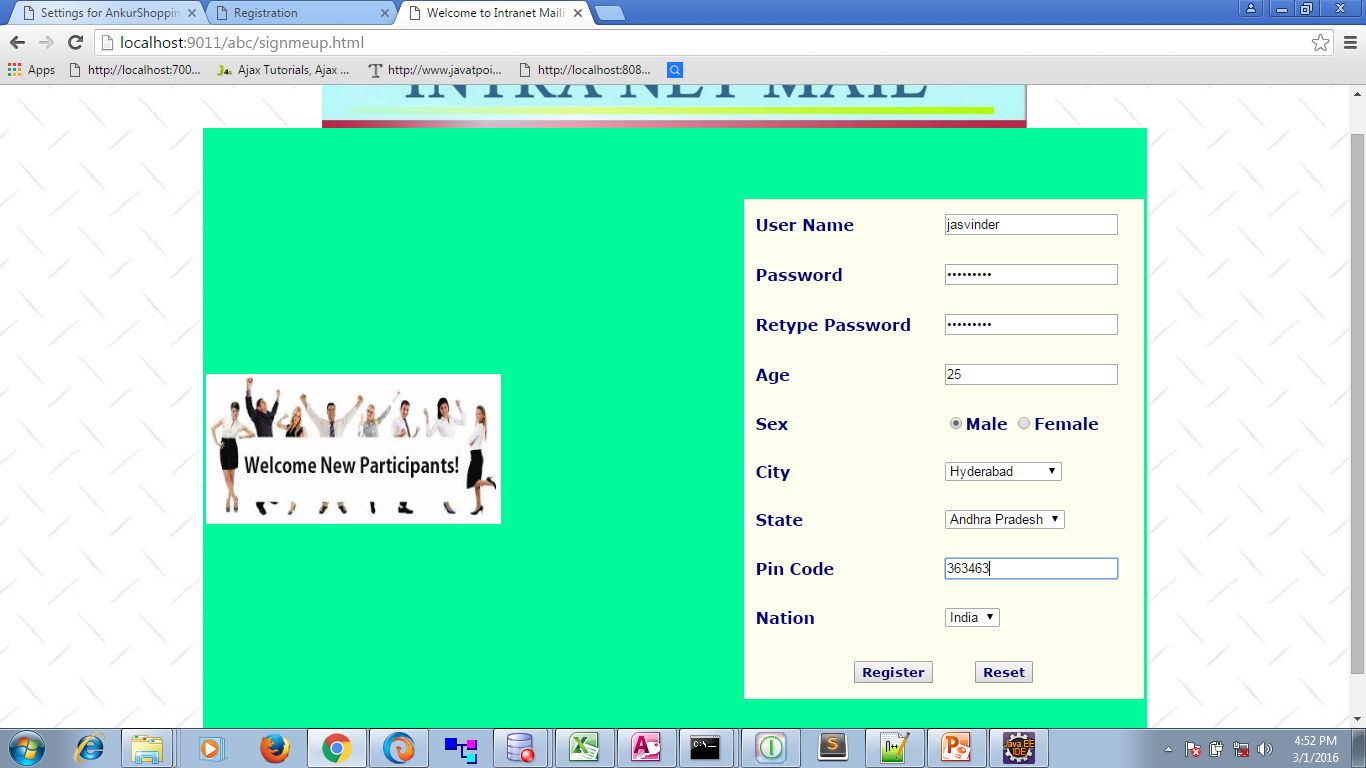 Settings for AnkurShoppin
Registration
Welcome to Intranet Maili
localhost:9011/abc/signmeup.html
Apps
http://localhost:700...
Ajax Tutorials, Ajax ...
http://www.javatpoi...
http://localhost:808...
INTRA NET MAIL
User Name jasvinder
Password •••••••••
Retype Password •••••••••
Age 25
Sex Male Female
Welcome New Participants!
City Hyderabad
State Andhra Pradesh
Pin Code 363463
Nation India
Register Reset
4:52 PM
3/1/2016